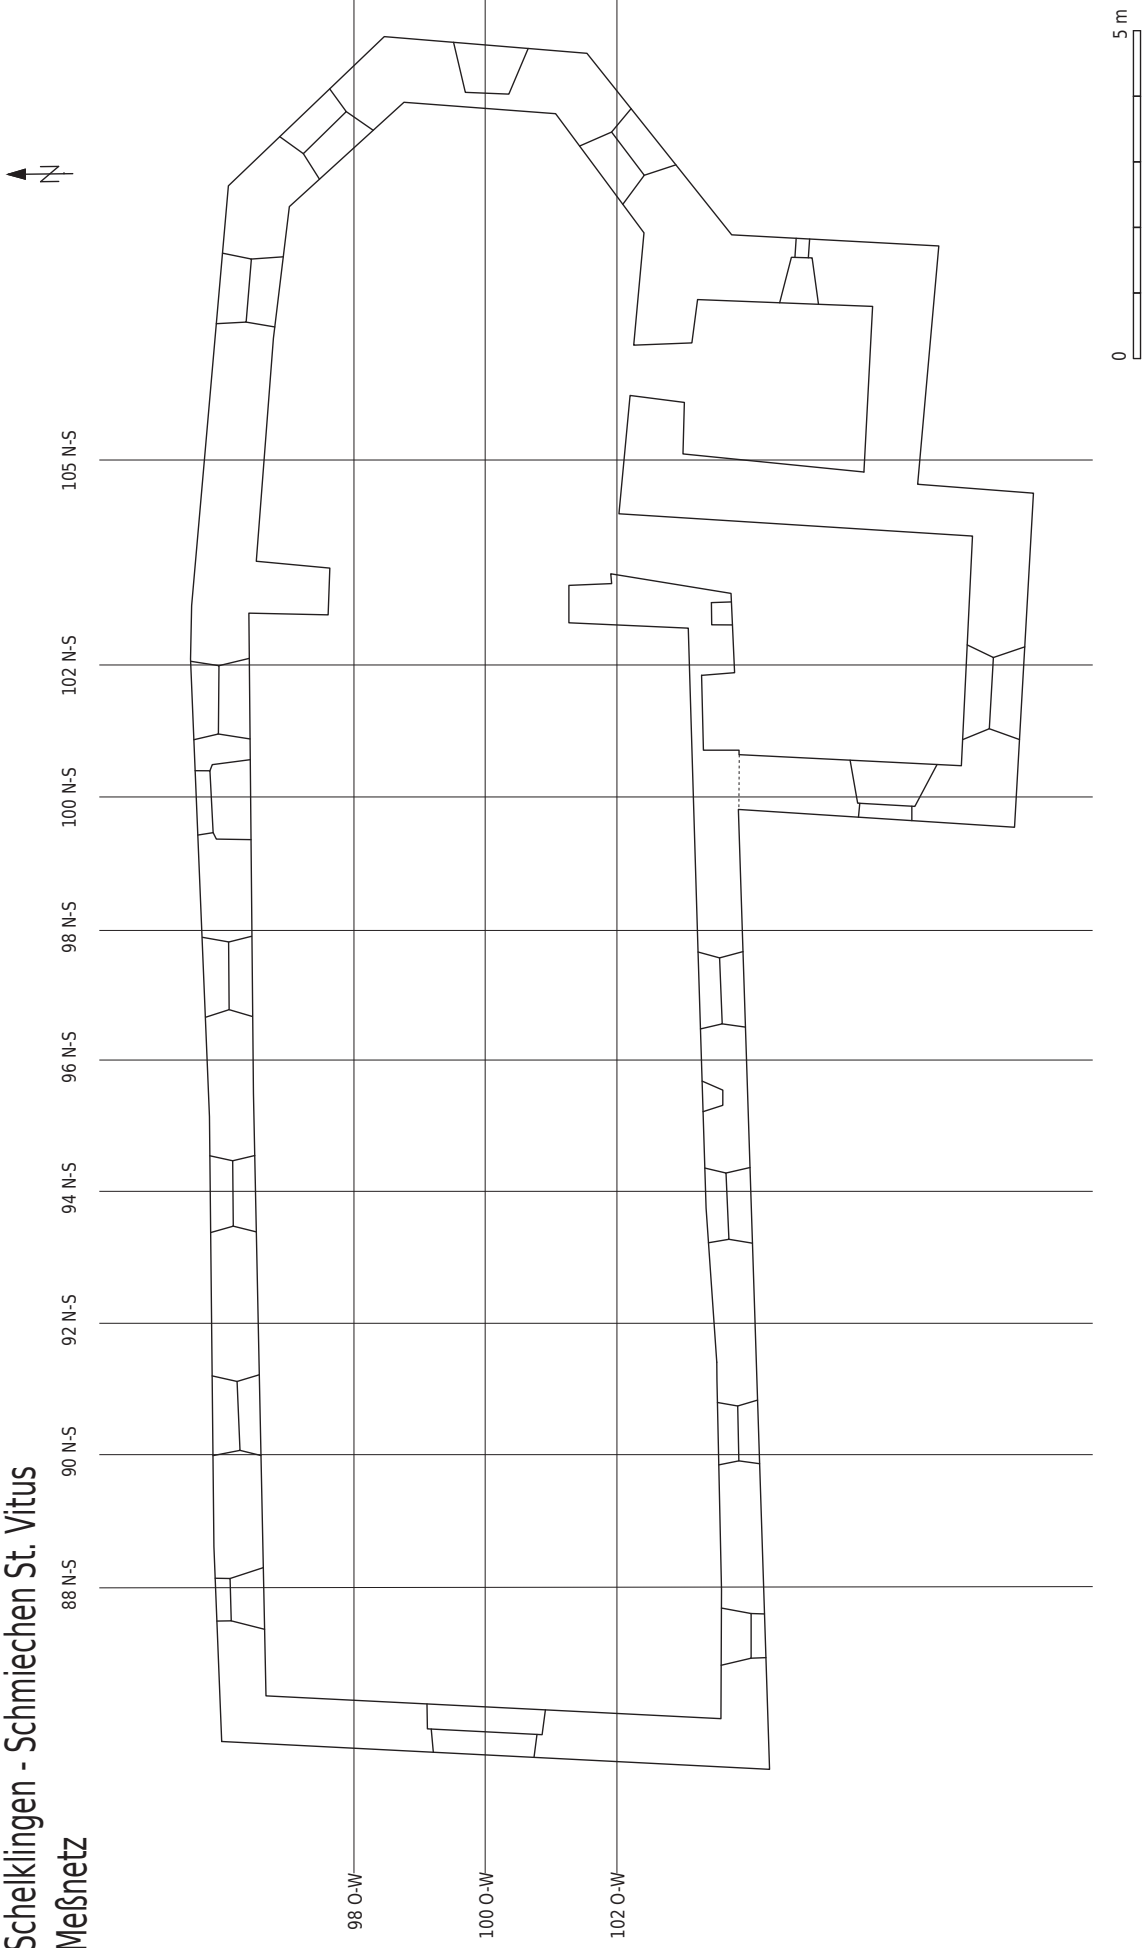 Schelklingen - Schmiechen St. Vitus
Meßnetz
88 N-S
90 N-S
92 N-S
94 N-S
96 N-S
98 N-S
100 N-S
102 N-S
105 N-S
98 O-W
100 O-W
102 O-W
N
0
5 m